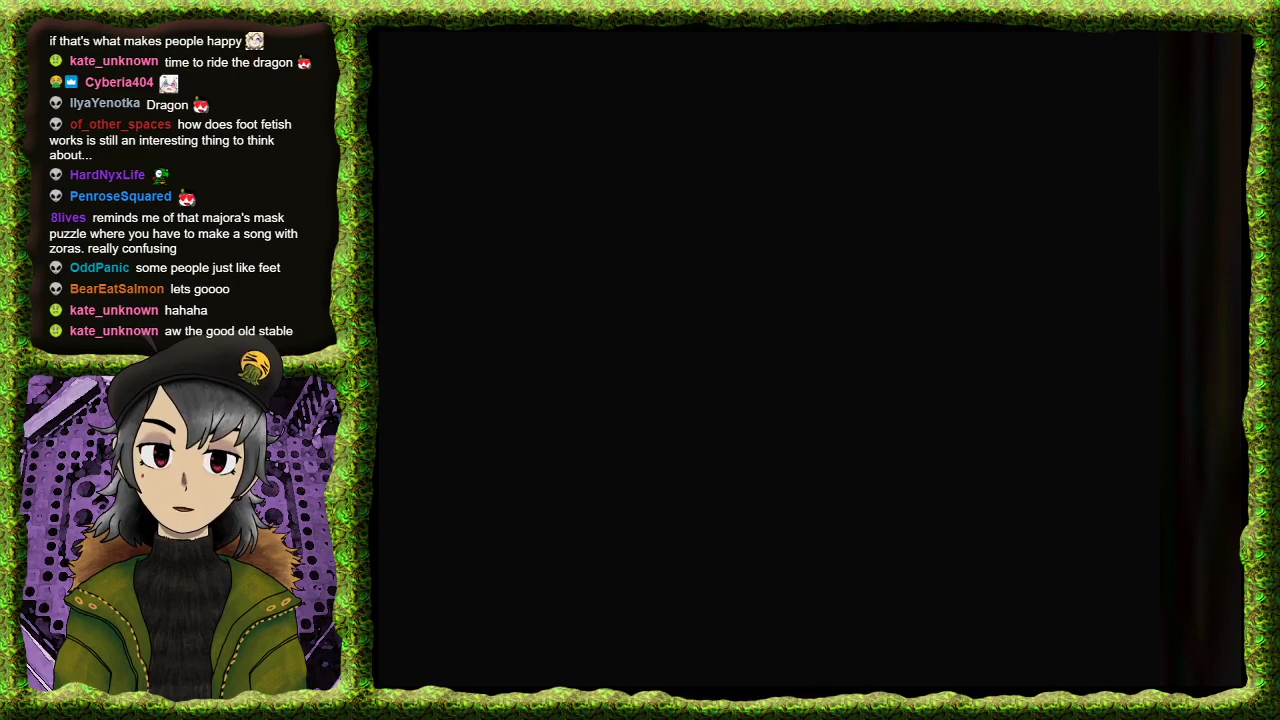 if that's what makes people happy
kate_unknown time to ride the dragon
Cyberia404
IlyaYenotka Dragon
of_other_spaces how does foot fetish
works is still an interesting thing to think
about...
HardNyxLife
PenroseSquared
8lives reminds me of that majora's mask
puzzle where you have to make a song with
zoras. really confusing
OddPanic some people just like feet
BearEatSalmon lets goooo
kate_unknown hahaha
kate_unknown aw the good old stable